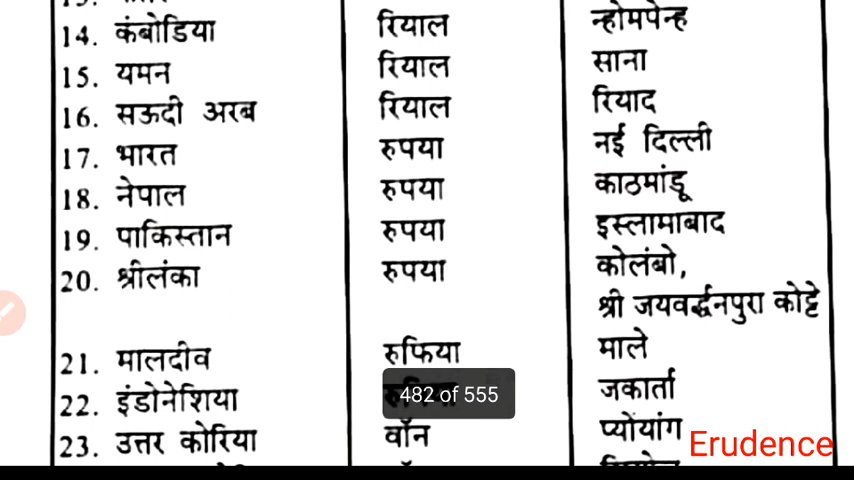 14. कंबोडिया रियाल न्होमपेन्ह
15. यमन रियाल साना
16. सऊदी अरब रियाल रियाद
17. भारत रुपया नई दिल्ली
18. नेपाल रुपया काठमांडू
19. पाकिस्तान रुपया इस्लामाबाद
20. श्रीलंका रुपया कोलंबो,
श्री जयवर्द्धनपुरा कोट्टे
21. मालदीव रुफिया माले
22. इंडोनेशिया जकार्ता
482 of 555
23. उत्तर कोरिया वॉन प्योंयांग
Erudence